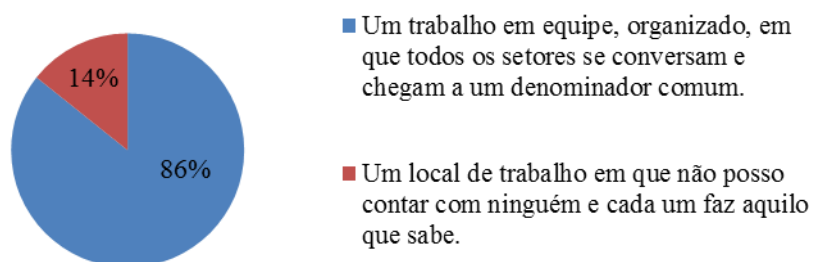 14%
86%
Um trabalho em equipe, organizado, em
que todos os setores se conversam e
chegam a um denominador comum.
Um local de trabalho em que não posso
contar com ninguém e cada um faz aquilo
que sabe.